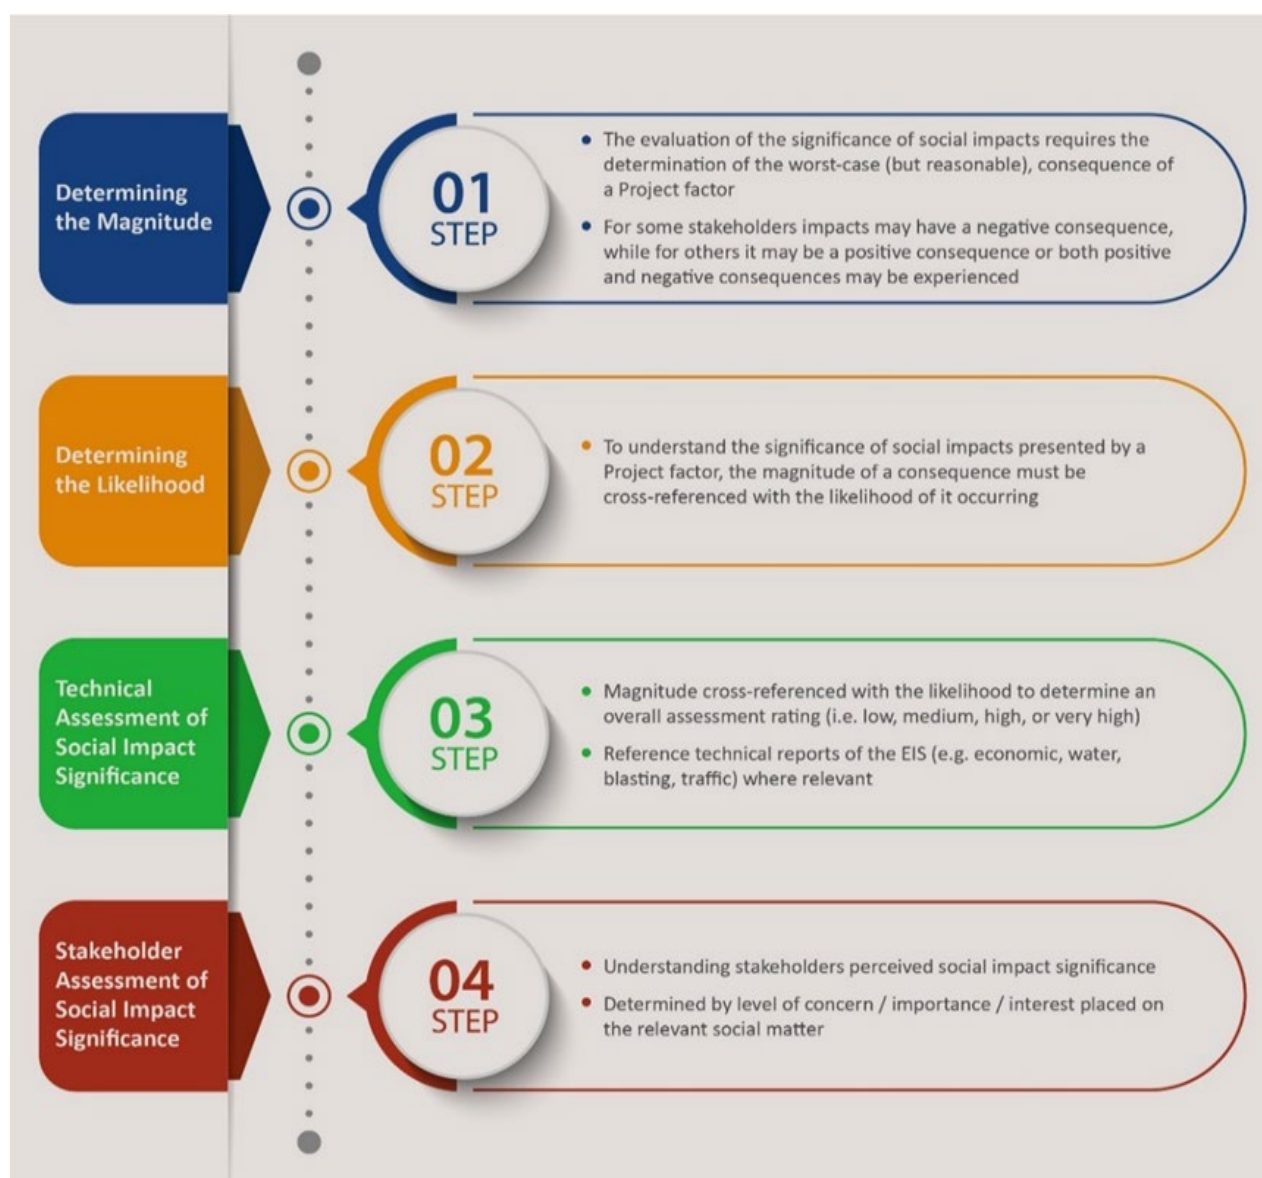 Determining
the Magnitude
01
STEP
The evaluation of the significance of social impacts requires the
determination of the worst-case (but reasonable), consequence of
a Project factor
For some stakeholders impacts may have a negative consequence,
while for others it may be a positive consequence or both positive
and negative consequences may be experienced
Determining
the Likelihood
02
STEP
To understand the significance of social impacts presented by a
Project factor, the magnitude of a consequence must be
cross-referenced with the likelihood of it occurring
Technical
Assessment of
Social Impact
Significance
03
STEP
Magnitude cross-referenced with the likelihood to determine an
overall assessment rating (i.e. low, medium, high, or very high)
Reference technical reports of the EIS (e.g. economic, water,
blasting, traffic) where relevant
Stakeholder
Assessment of
Social Impact
Significance
04
STEP
Understanding stakeholders perceived social impact significance
Determined by level of concern / importance / interest placed on
the relevant social matter